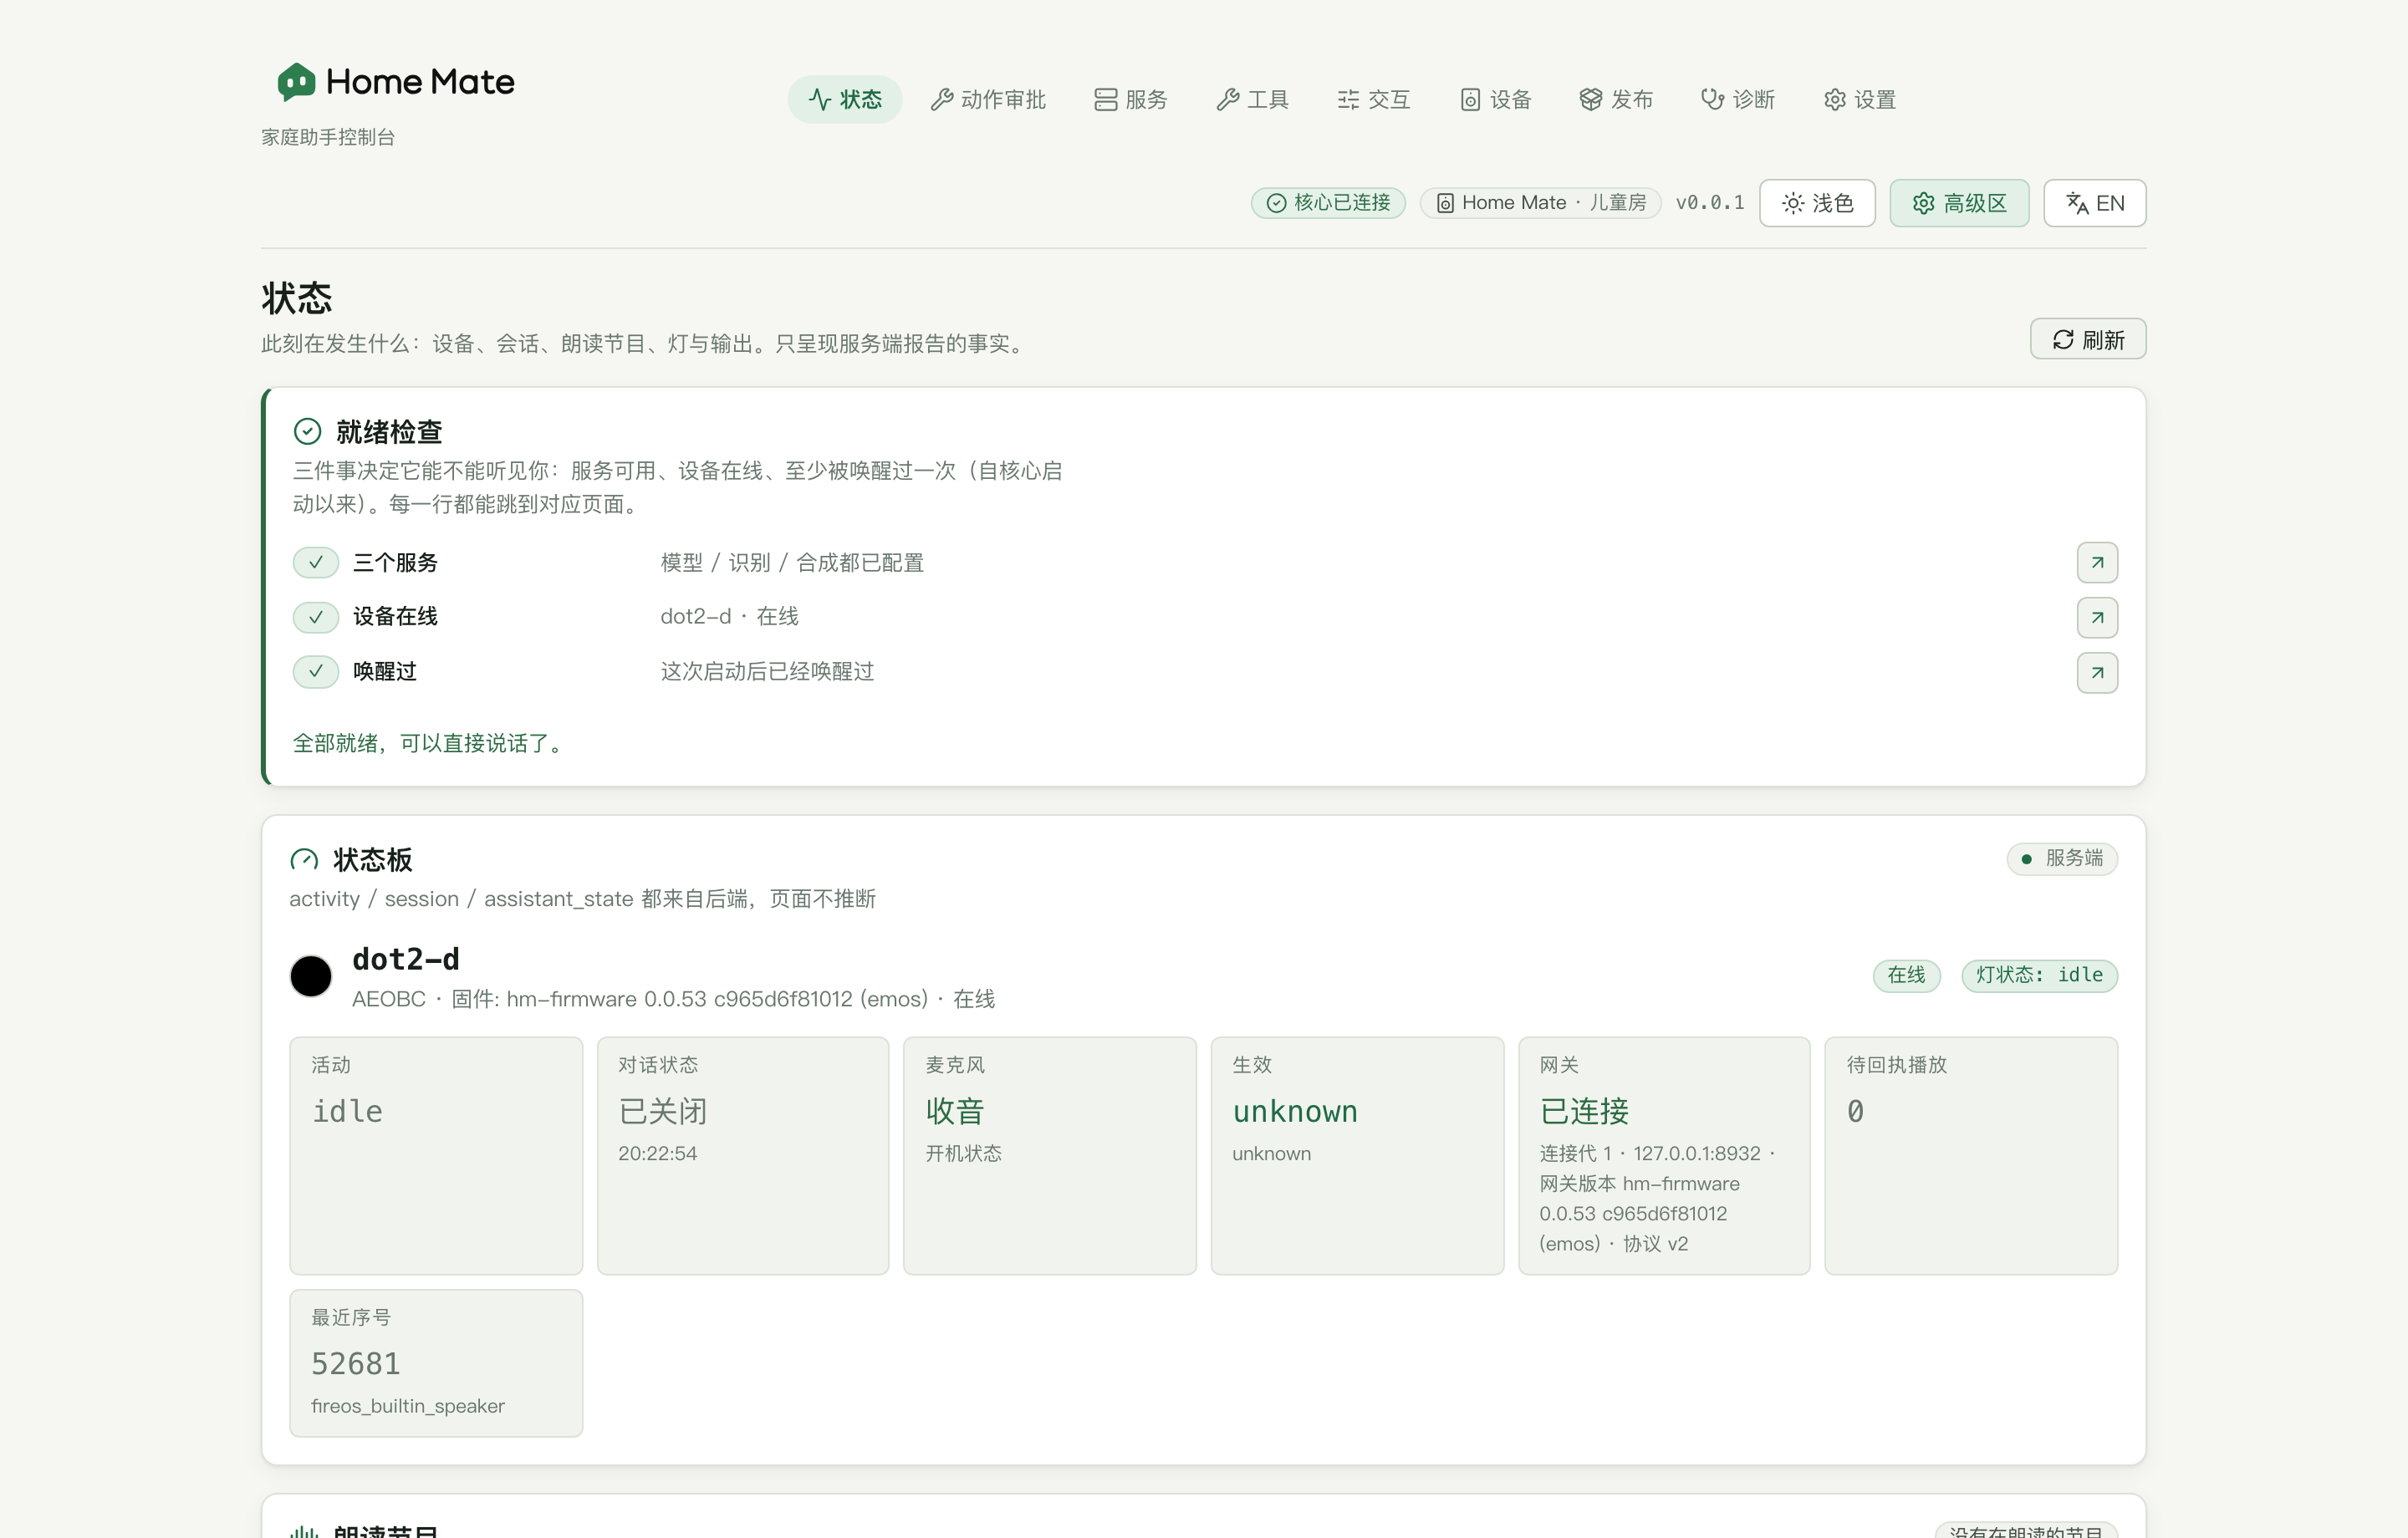 Home Mate
家庭助手控制台
状态
动作审批
服务
工具
交互
设备
发布
诊断
设置
核心已连接
Home Mate · 儿童房
v0.0.1
浅色
高级区
EN
状态
此刻在发生什么：设备、会话、朗读节目、灯与输出。只呈现服务端报告的事实。
刷新
就绪检查
三件事决定它能不能听见你：服务可用、设备在线、至少被唤醒过一次（自核心启
动以来）。每一行都能跳到对应页面。
三个服务
模型 / 识别 / 合成都已配置
设备在线
dot2-d · 在线
唤醒过
这次启动后已经唤醒过
全部就绪，可以直接说话了。
状态板
服务端
activity / session / assistant_state 都来自后端，页面不推断
dot2-d
AEOBC · 固件: hm-firmware 0.0.53 c965d6f81012 (emos) · 在线
在线
灯状态: idle
活动
idle
对话状态
已关闭
20:22:54
麦克风
收音
开机状态
生效
unknown
unknown
网关
已连接
连接代 1 · 127.0.0.1:8932 ·
网关版本 hm-firmware
0.0.53 c965d6f81012
(emos) · 协议 v2
待回执播放
0
最近序号
52681
fireos_builtin_speaker
朗读节目
没有在朗读的节目